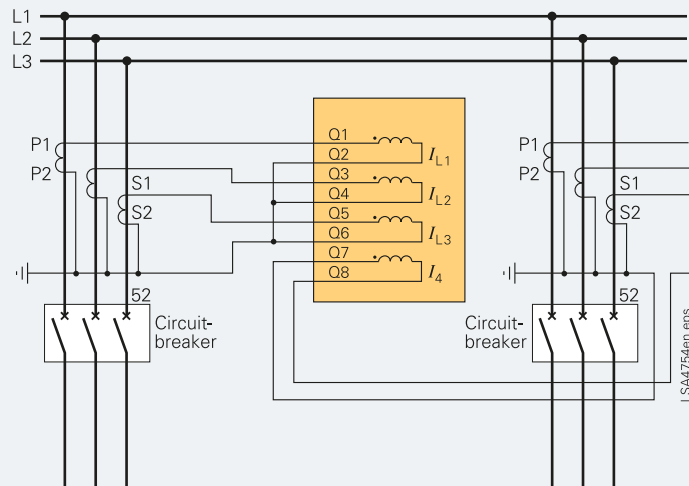 L1
L2
L3
P1
P2
S1
S2
52
Circuit-
breaker
Q1
Q2
Q3
Q4
Q5
Q6
Q7
Q8
IL1
IL2
IL3
I4
P1
P2
S1
S2
52
Circuit-
breaker
LSA4754en.eps